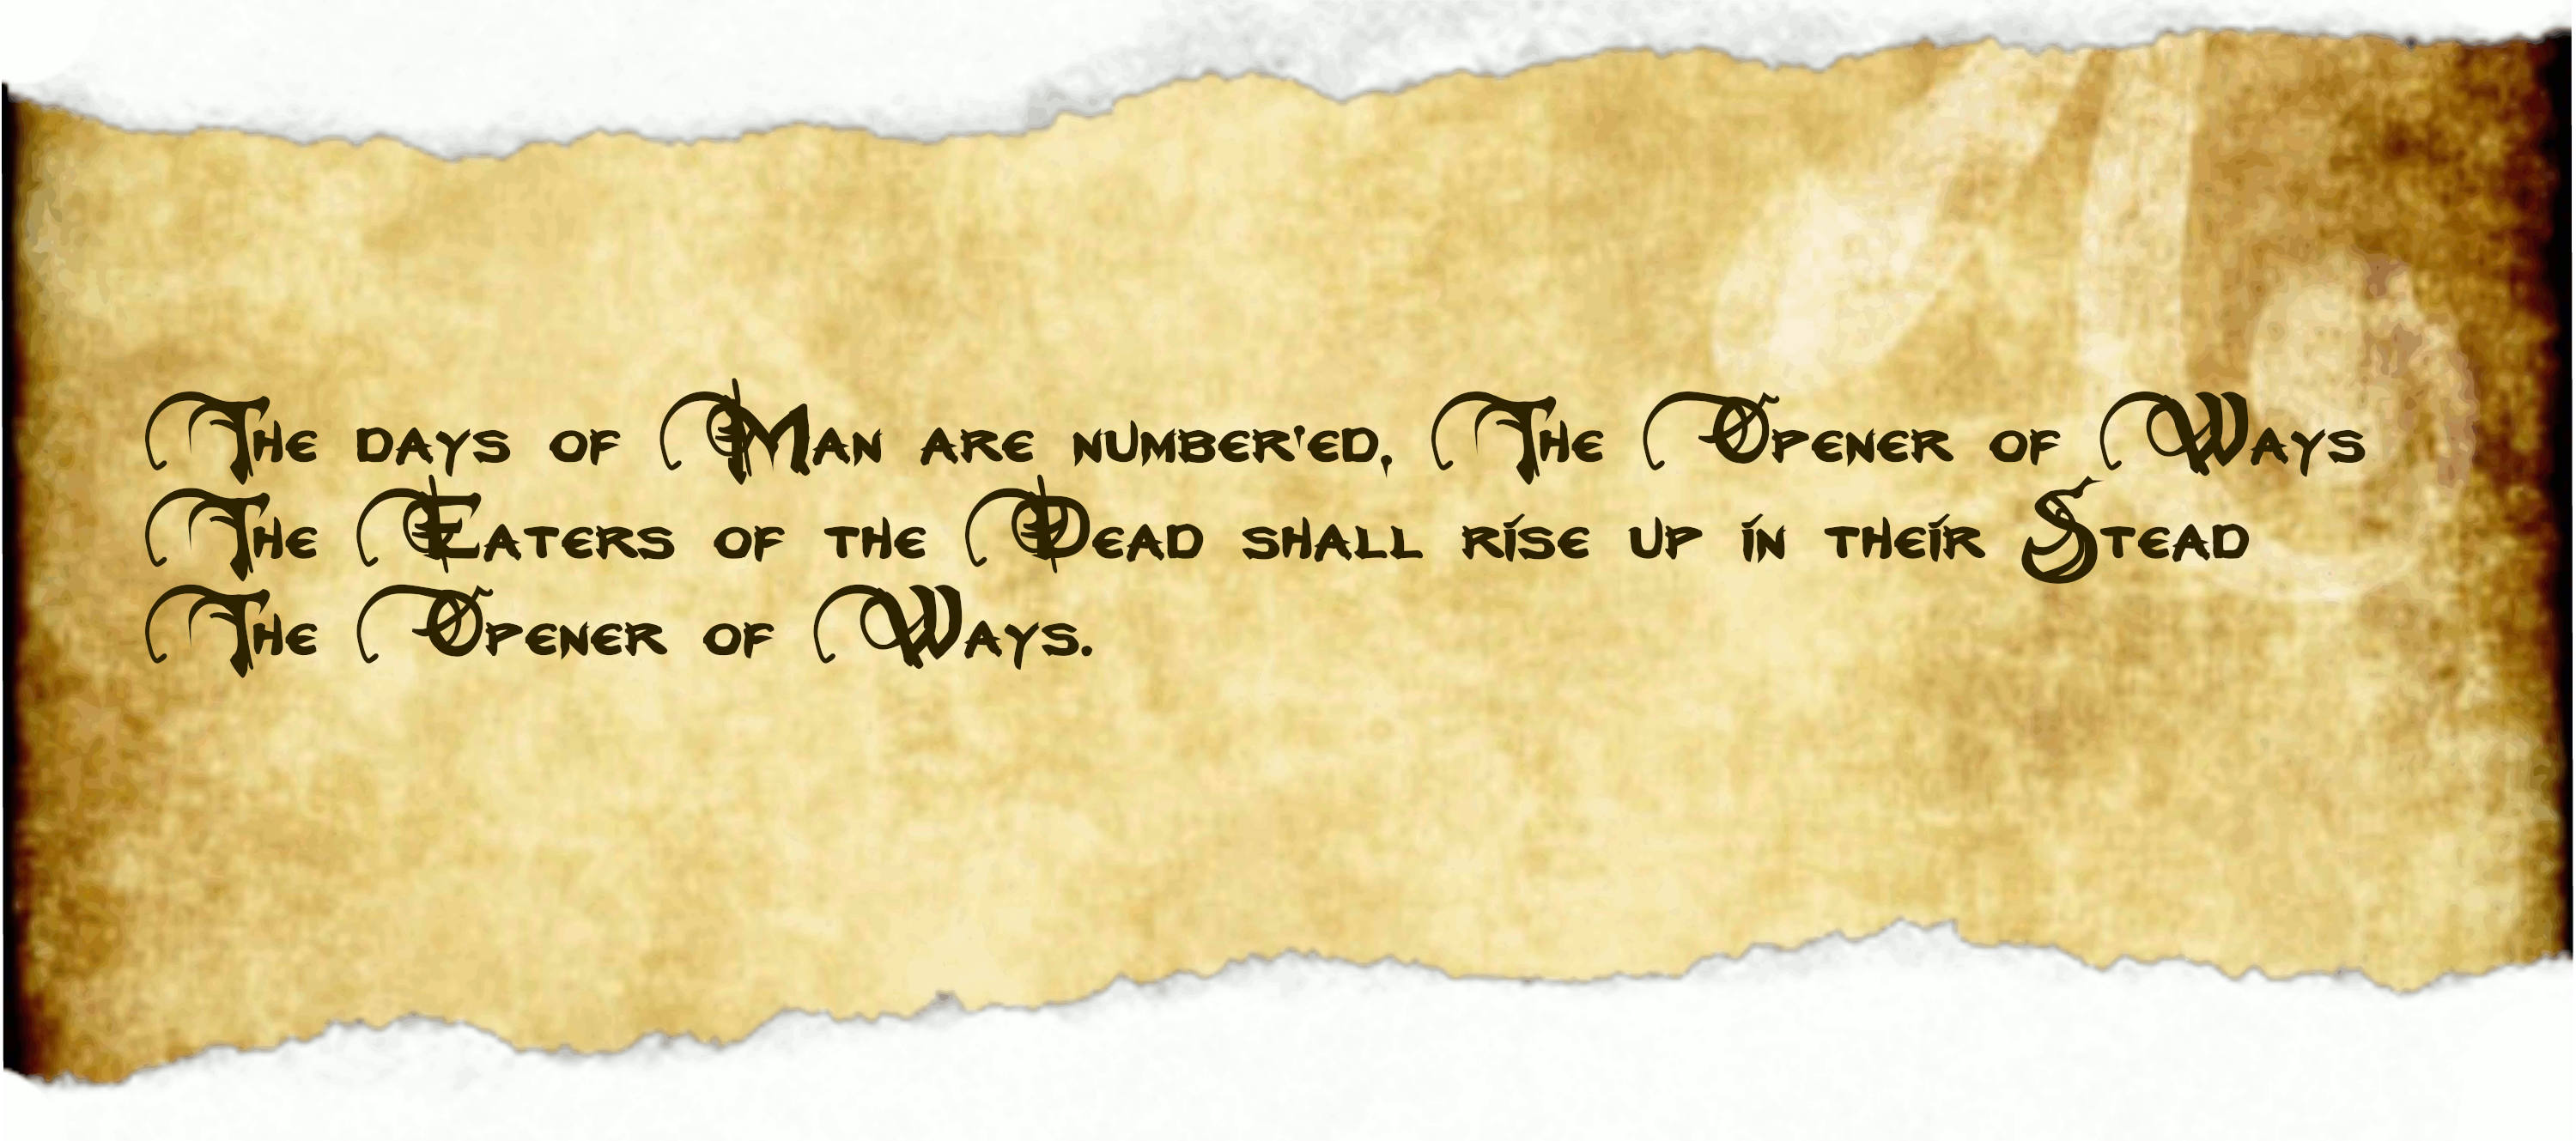 The days of Man are number'ed, The Opener of Ways
The Eaters of the Dead shall rise up in their Stead
The Opener of Ways.